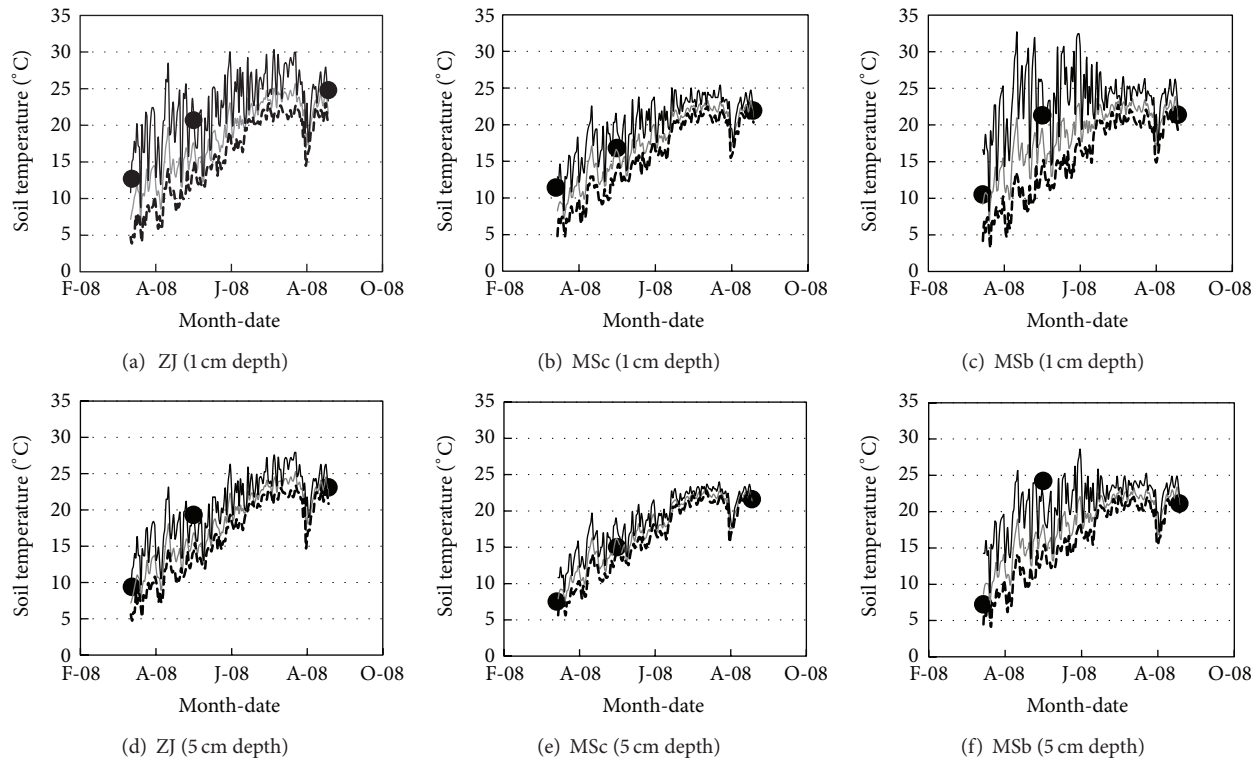 35
30
25
20
15
10
5
0
Soil temperature (°C)
F-08 A-08 J-08 A-08 O-08
Month-date
(a) ZJ (1 cm depth)
35
30
25
20
15
10
5
0
Soil temperature (°C)
F-08 A-08 J-08 A-08 O-08
Month-date
(b) MSc (1 cm depth)
35
30
25
20
15
10
5
0
Soil temperature (°C)
F-08 A-08 J-08 A-08 O-08
Month-date
(c) MSb (1 cm depth)
35
30
25
20
15
10
5
0
Soil temperature (°C)
F-08 A-08 J-08 A-08 O-08
Month-date
(d) ZJ (5 cm depth)
35
30
25
20
15
10
5
0
Soil temperature (°C)
F-08 A-08 J-08 A-08 O-08
Month-date
(e) MSc (5 cm depth)
35
30
25
20
15
10
5
0
Soil temperature (°C)
F-08 A-08 J-08 A-08 O-08
Month-date
(f) MSb (5 cm depth)